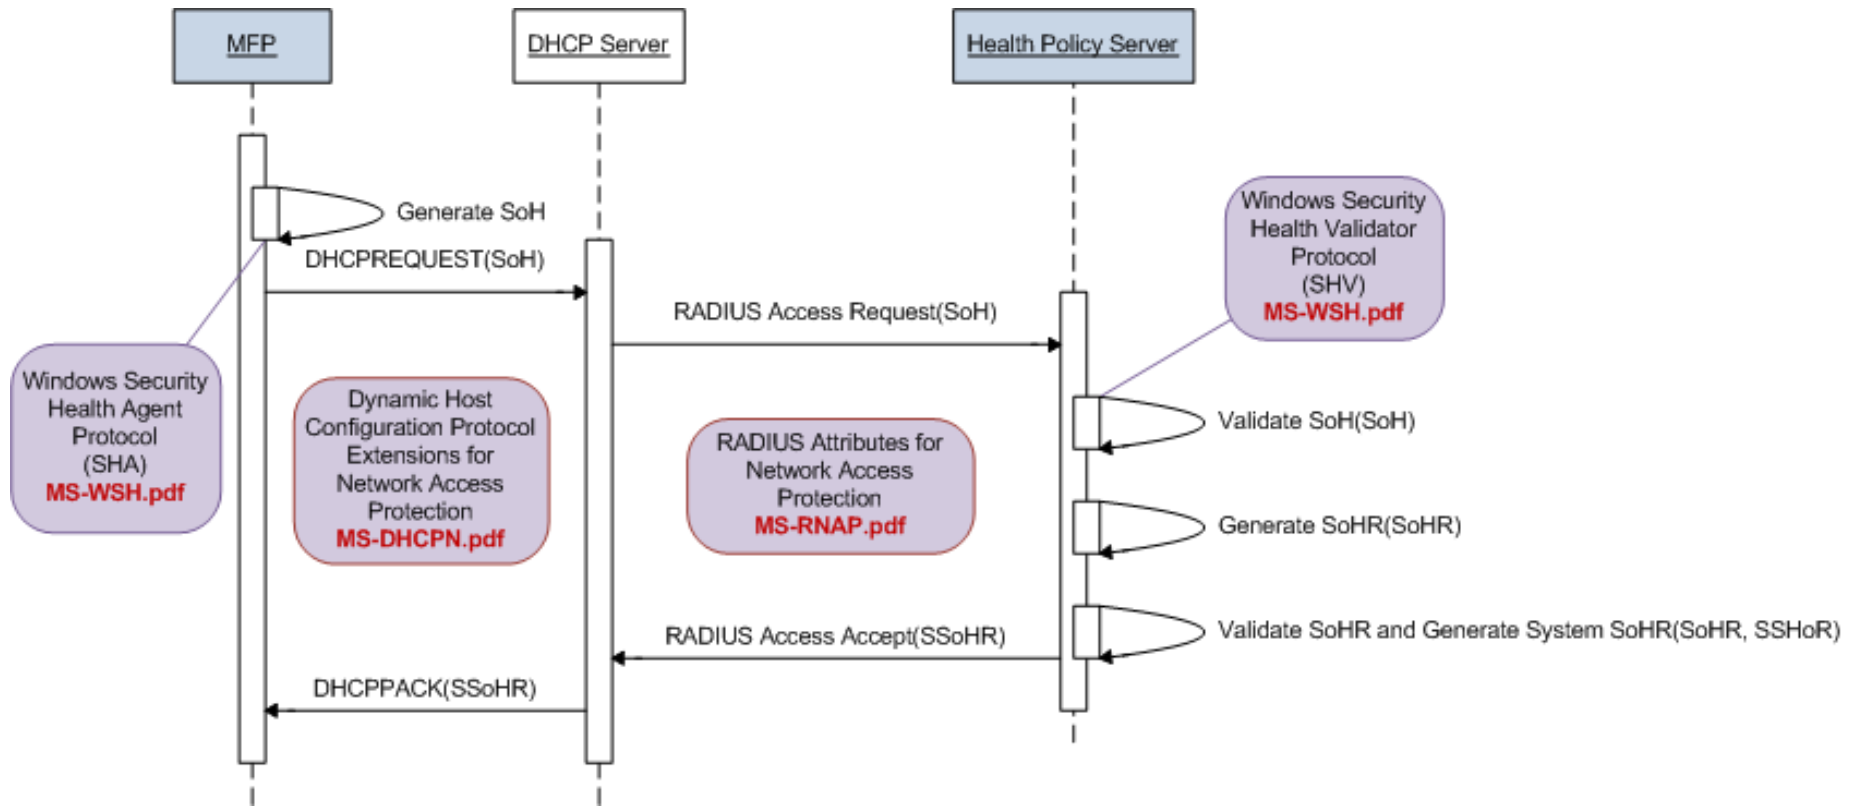 MFP
DHCP Server
Health Policy Server
Generate SoH
DHCPREQUEST(SoH)
RADIUS Access Request(SoH)
Windows Security
Health Validator
Protocol
(SHV)
MS-WSH.pdf
Windows Security
Health Agent
Protocol
(SHA)
MS-WSH.pdf
Dynamic Host
Configuration Protocol
Extensions for
Network Access
Protection
MS-DHCPN.pdf
RADIUS Attributes for
Network Access
Protection
MS-RNAP.pdf
Validate SoH(SoH)
Generate SoHR(SoHR)
Validate SoHR and Generate System SoHR(SoHR, SSHoR)
RADIUS Access Accept(SSoHR)
DHCPPACK(SSoHR)